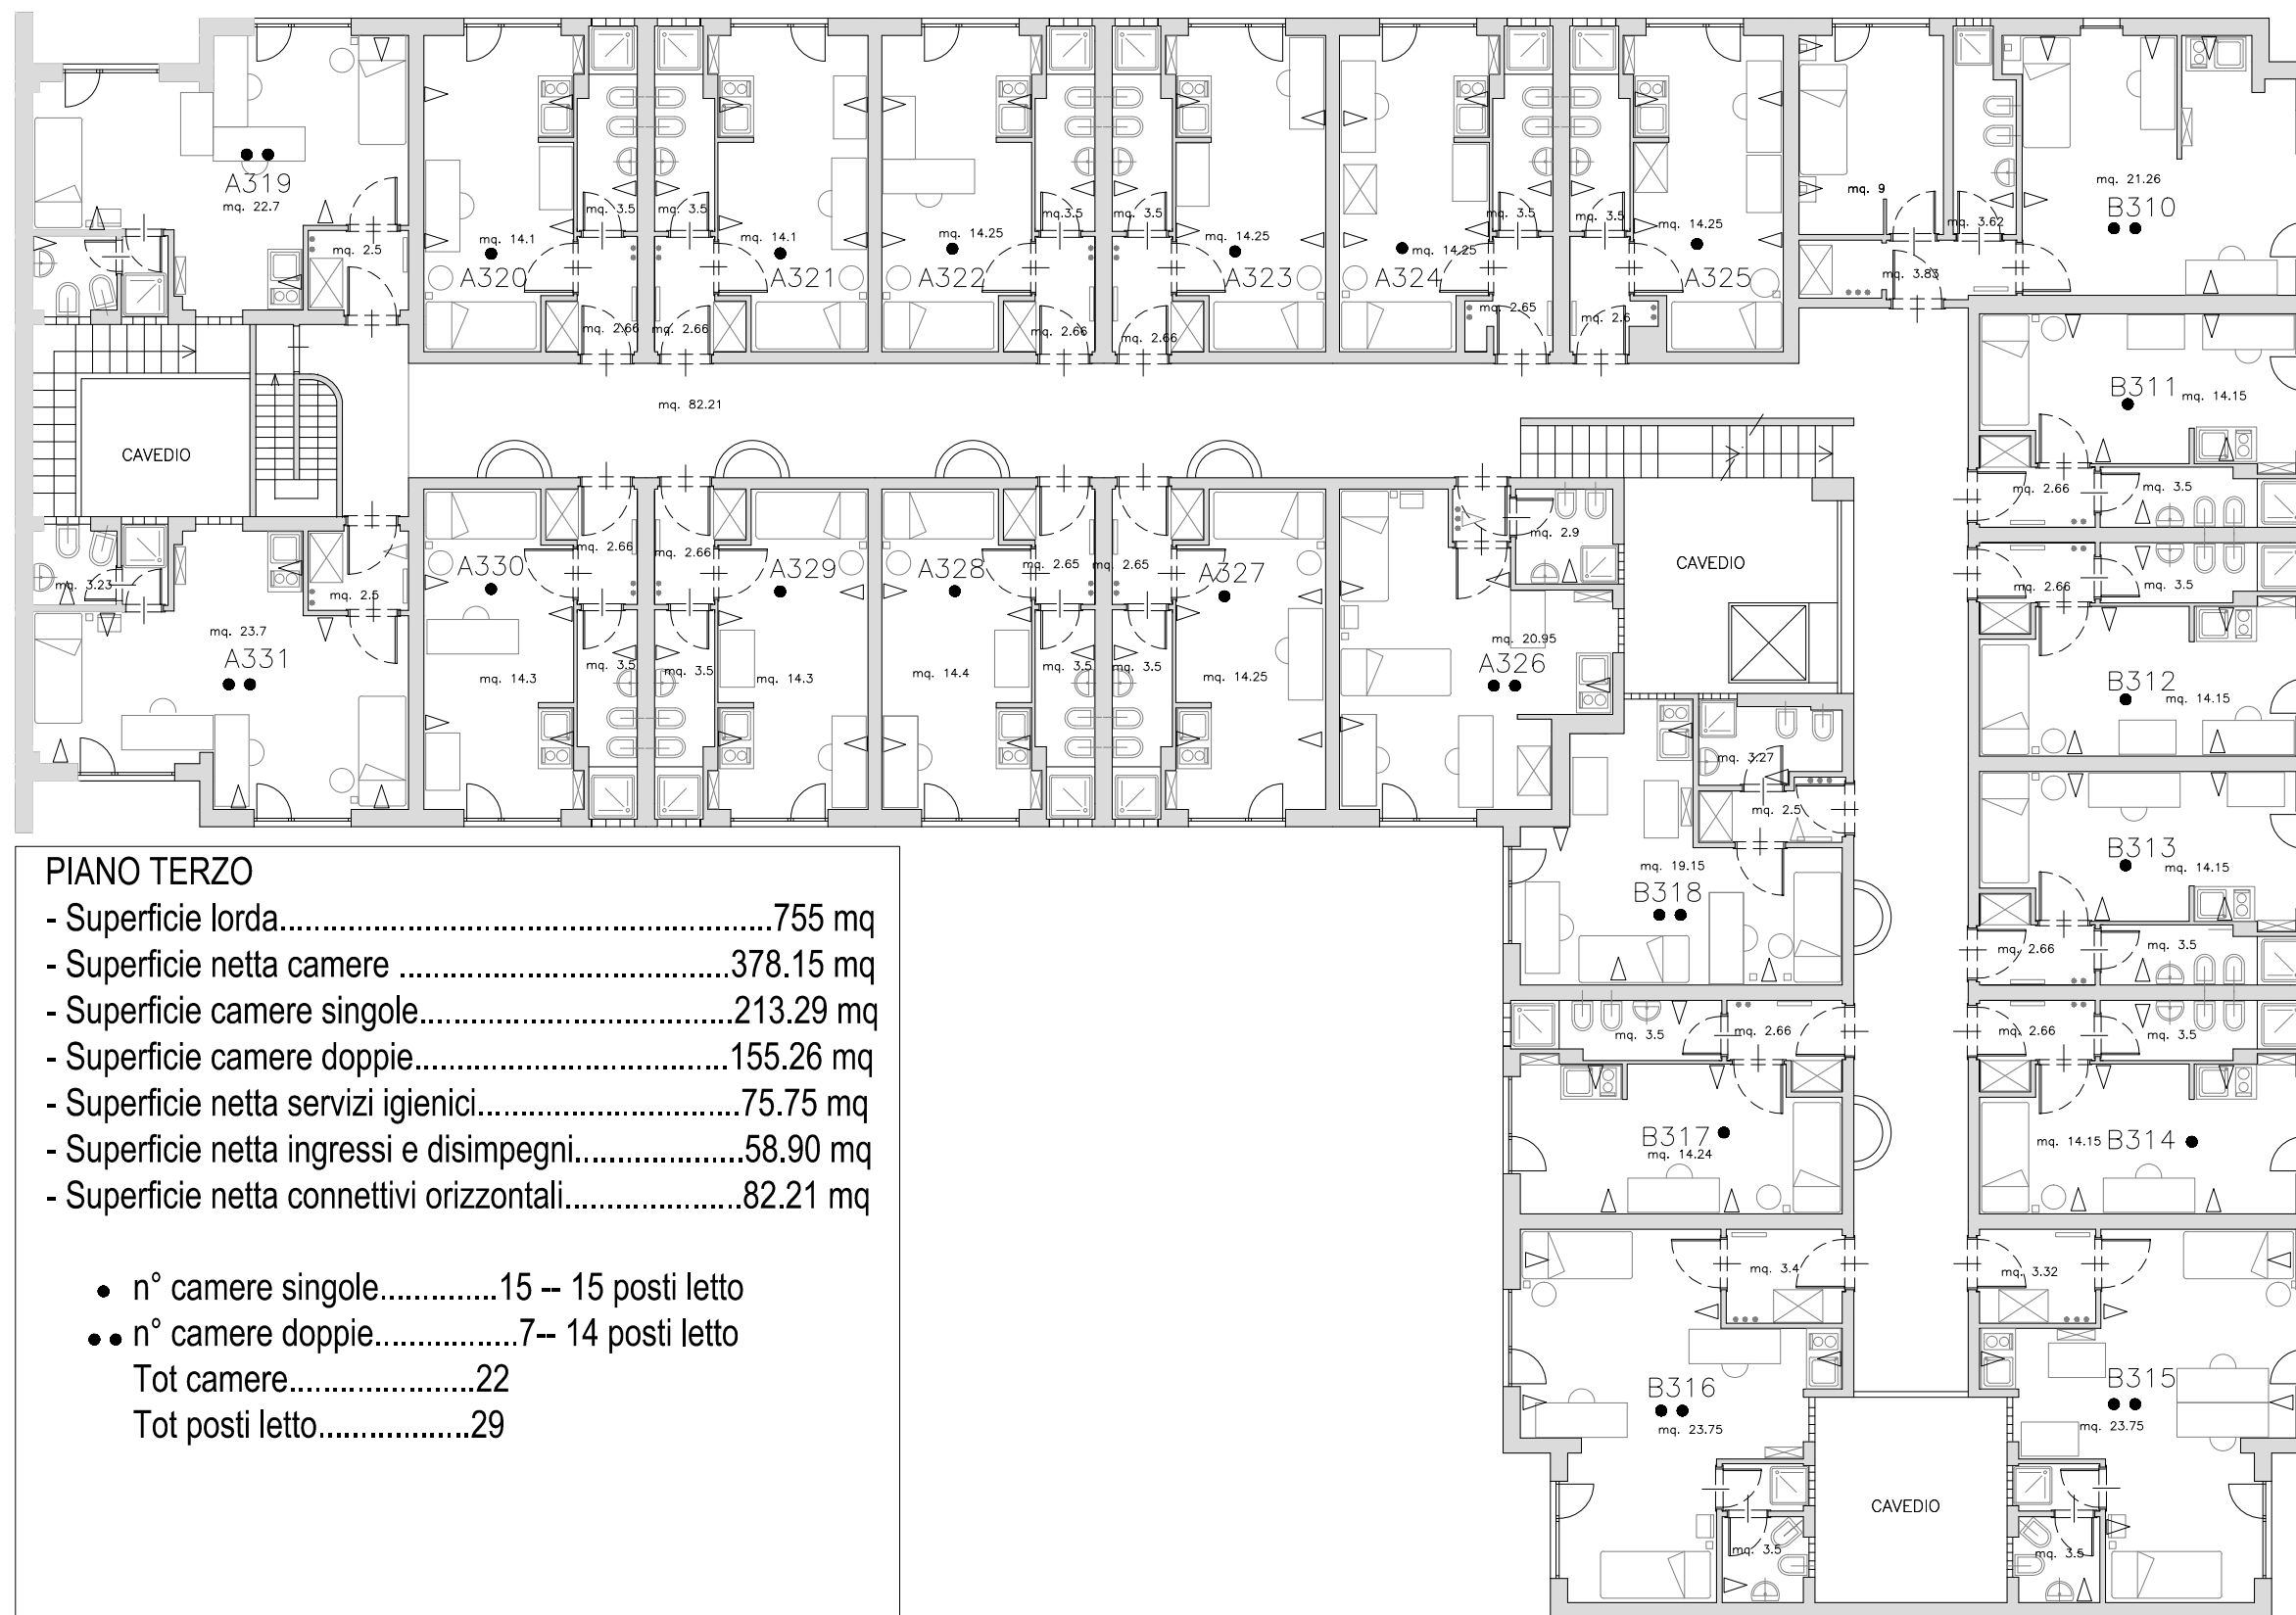 A319
mq. 22.7
mq. 2.5
mq. 14.1
A320
mq. 3.5
mq. 2.66
mq. 3.5
mq. 2.66
mq. 14.1
A321
mq. 14.25
A322
mq.3.5
mq. 2.66
mq. 3.5
mq. 2.66
mq. 14.25
A323
mq. 14.25
A324
mq. 3.5
mq. 2.65
mq. 3.5
mq. 2.6
mq. 14.25
A325
mq. 9
mq. 3.62
mq. 3.83
mq. 21.26
B310
CAVEDIO
mq. 82.21
B311
mq. 14.15
mq. 2.66
mq. 3.5
mq. 3.23
mq. 2.5
mq. 23.7
A331
A330
mq. 14.3
mq. 2.66
mq. 3.5
mq. 2.66
mq. 3.5
A329
mq. 14.3
A328
mq. 14.4
mq. 2.65
mq. 3.5
mq. 2.65
mq. 3.5
A327
mq. 14.25
mq. 2.9
mq. 20.95
A326
CAVEDIO
mq. 2.66
mq. 3.5
B312
mq. 14.15
mq. 3.27
mq. 2.5
mq. 19.15
B318
B313
mq. 14.15
mq. 2.66
mq. 3.5
mq. 3.5
mq. 2.66
mq. 2.66
mq. 3.5
B317
mq. 14.24
mq. 14.15
B314
mq. 3.4
mq. 3.32
B316
mq. 23.75
B315
mq. 23.75
CAVEDIO
mq. 3.5
mq. 3.5
PIANO TERZO
- Superficie lorda.......................................................755 mq
- Superficie netta camere .....................................378.15 mq
- Superficie camere singole...................................213.29 mq
- Superficie camere doppie...................................155.26 mq
- Superficie netta servizi igienici.............................75.75 mq
- Superficie netta ingressi e disimpegni...................58.90 mq
- Superficie netta connettivi orizzontali....................82.21 mq
n° camere singole.............15 -- 15 posti letto
n° camere doppie................7-- 14 posti letto
Tot camere.....................22
Tot posti letto.................29